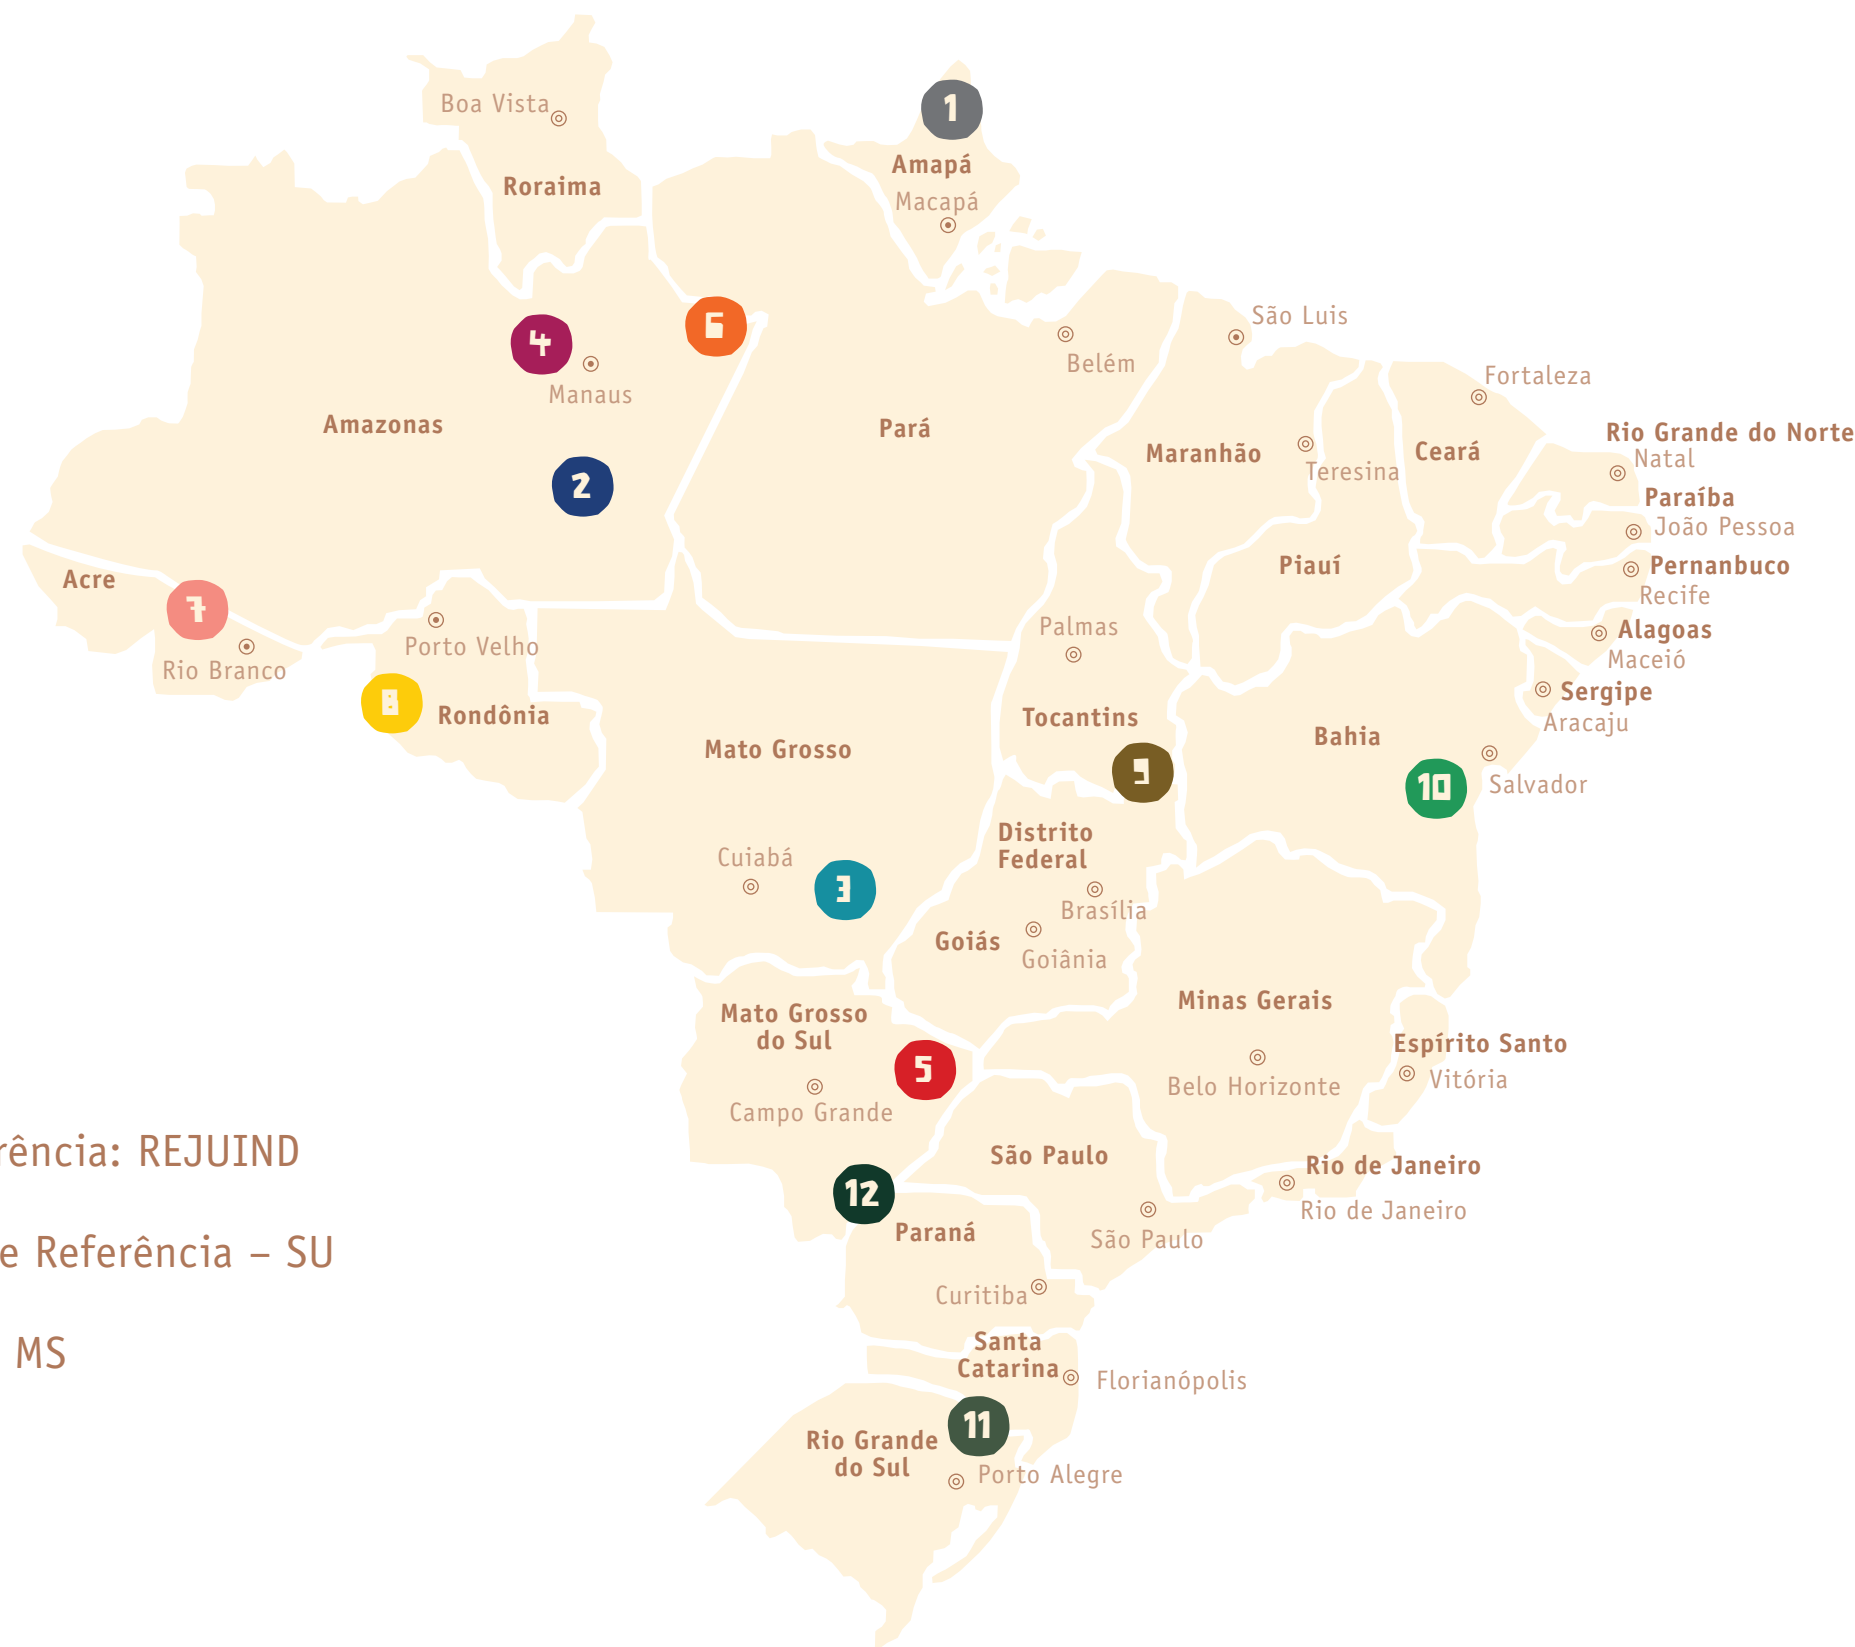 Boa Vista
1
Amapá
Roraima
Macapá
São Luis
6
4
Belém
Manaus
Fortaleza
Amazonas
Pará
Rio Grande do Norte
Maranhão
Ceará
Natal
Teresina
2
Paraíba
João Pessoa
Piauí
Pernanbuco
Acre
Recife
7
Palmas
Alagoas
Porto Velho
Maceió
Rio Branco
Sergipe
8
Rondônia
Tocantins
Aracaju
Mato Grosso
Bahia
9
10
Salvador
Distrito
Federal
Cuiabá
3
Brasília
Goiás
Goiânia
Minas Gerais
Mato Grosso
do Sul
Espírito Santo
5
Belo Horizonte
Vitória
Campo Grande
rência: REJUIND
São Paulo
Rio de Janeiro
12
Rio de Janeiro
Paraná
São Paulo
e Referência – SU
Curitiba
Santa
Catarina
MS
Florianópolis
11
Rio Grande
do Sul
Porto Alegre